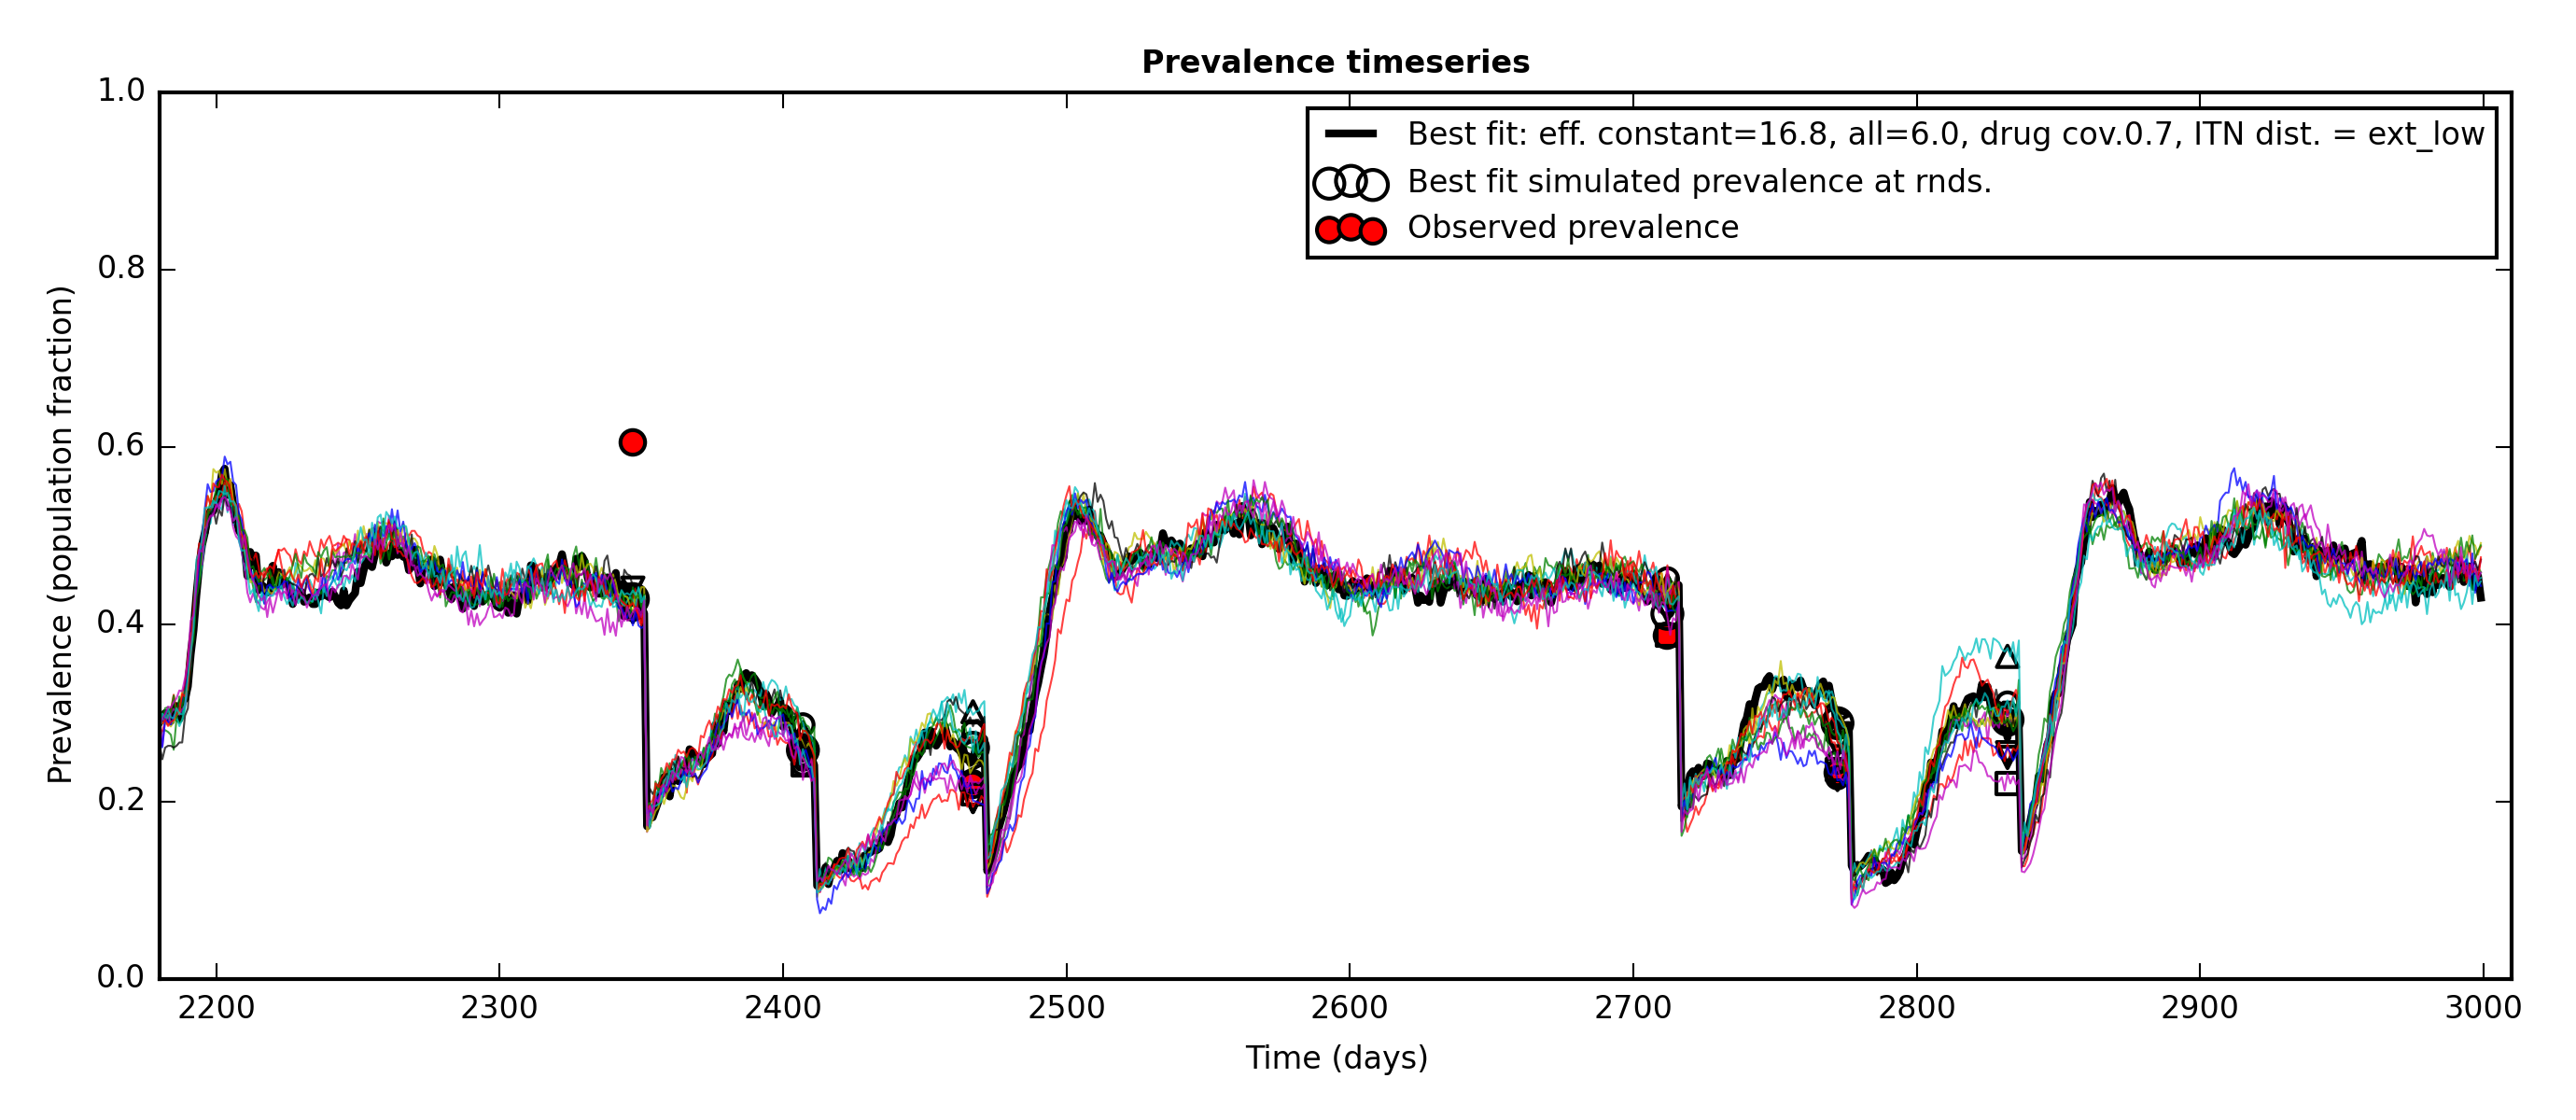 Prevalence timeseries
1.0
0.8
0.6
0.4
0.2
0.0
Prevalence (population fraction)
Best fit: eff. constant=16.8, all=6.0, drug cov.0.7, ITN dist. = ext_low
Best fit simulated prevalence at rnds.
Observed prevalence
2200 2300 2400 2500 2600 2700 2800 2900 3000
Time (days)